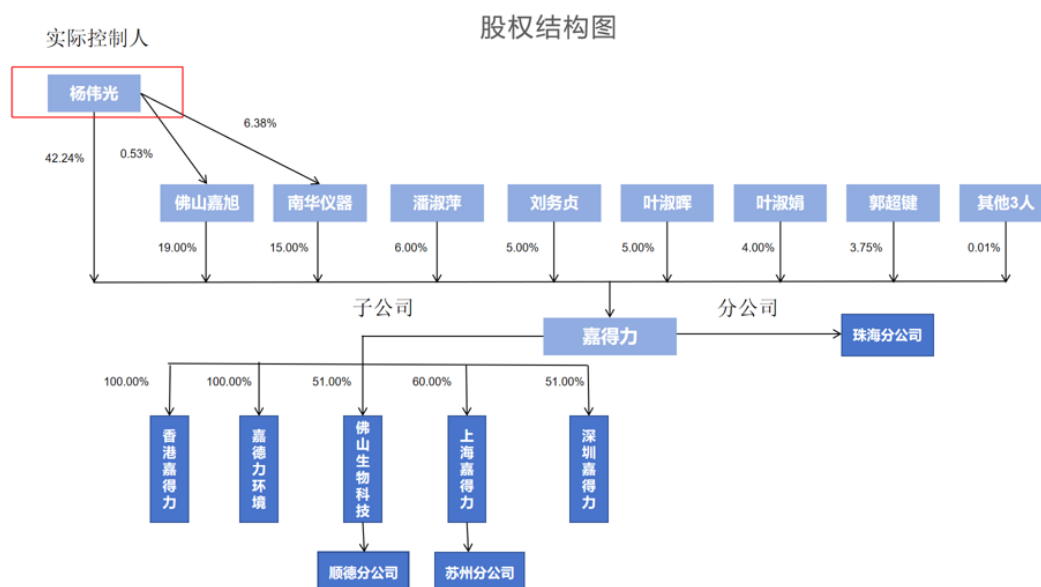 股权结构图
实际控制人
杨伟光
6.38%
42.24%
0.53%
佛山嘉旭
南华仪器
潘淑萍
刘务贞
叶淑晖
叶淑娟
郭超键
其他3人
19.00%
15.00%
6.00%
5.00%
5.00%
4.00%
3.75%
0.01%
子公司
分公司
嘉得力
珠海分公司
100.00%
100.00%
51.00%
60.00%
51.00%
香港嘉得力
嘉德力环境
佛山生物科技
上海嘉得力
深圳嘉得力
顺德分公司
苏州分公司